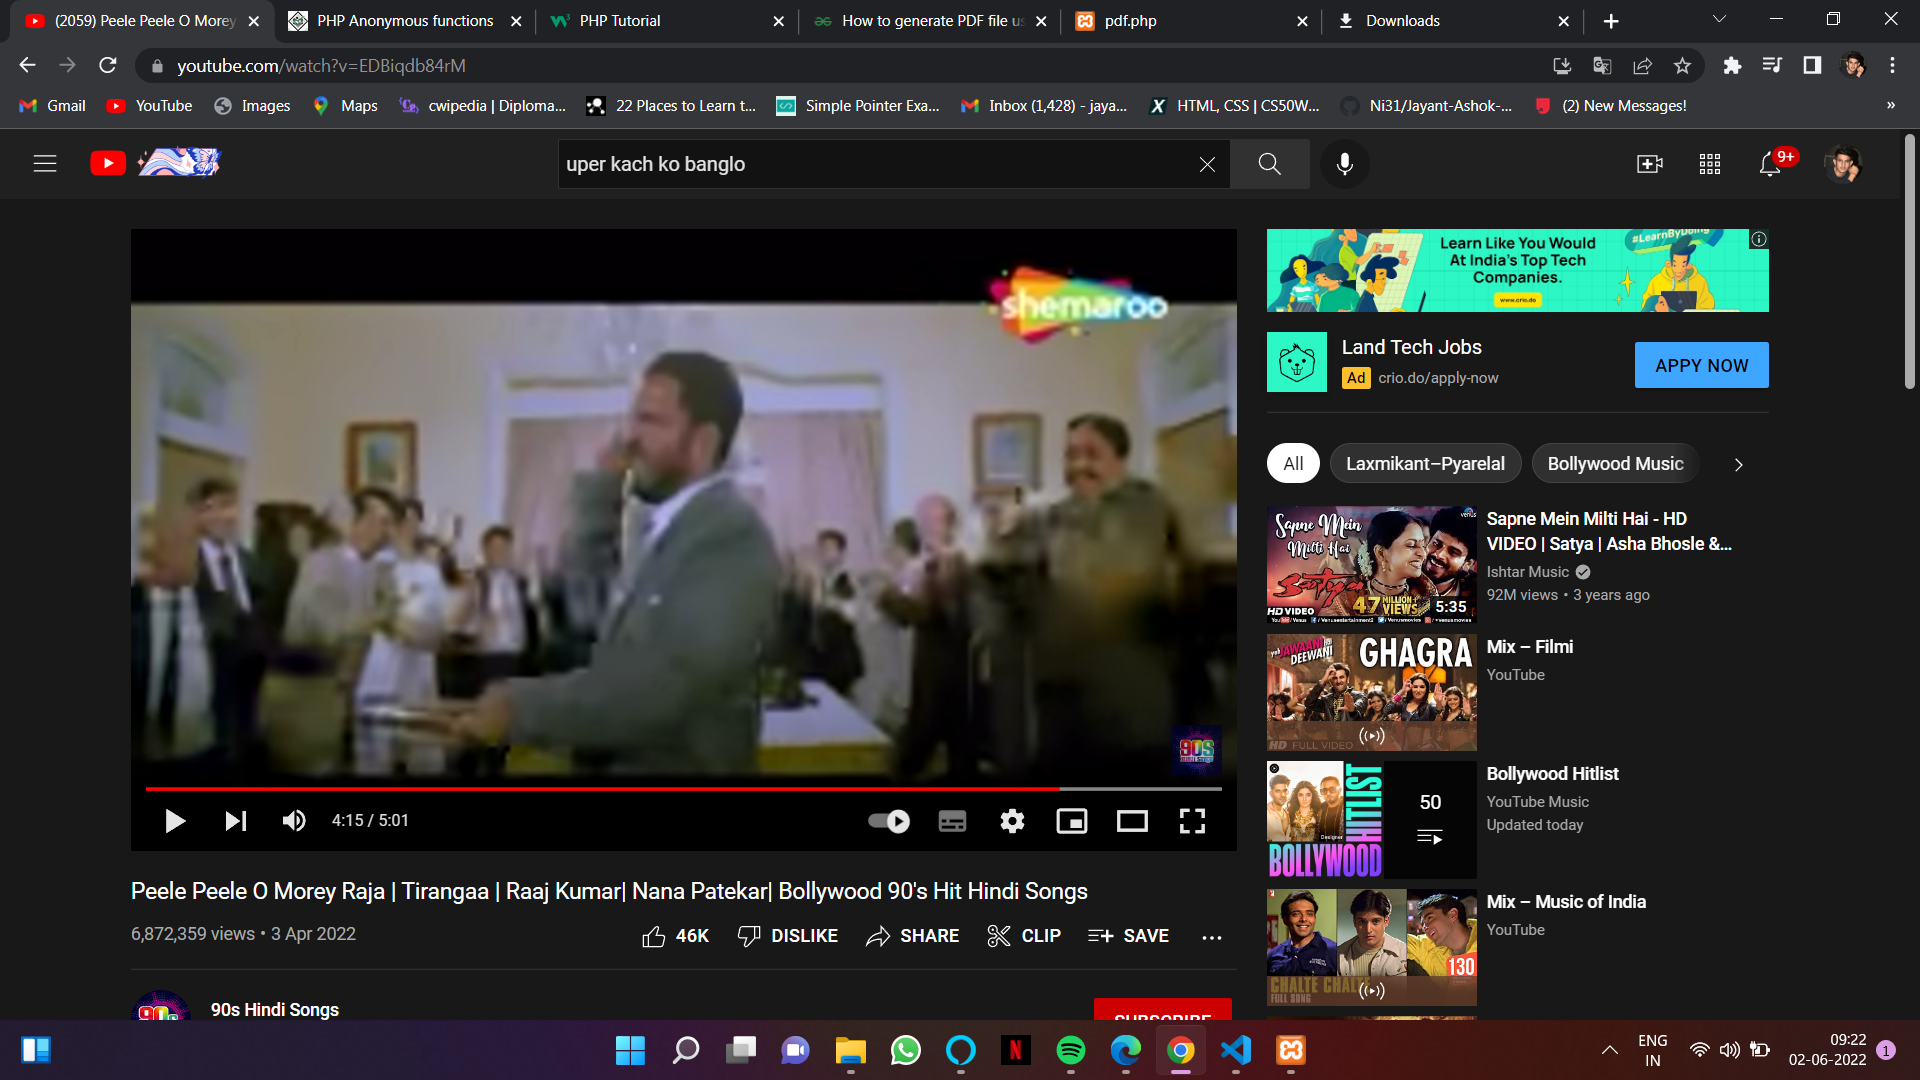 (2059) Peele Peele O Morey
PHP Anonymous functions
PHP Tutorial
How to generate PDF file us
pdf.php
Downloads
youtube.com/watch?v=EDBiqdb84rM
Gmail
YouTube
Images
Maps
cwipedia | Diploma...
22 Places to Learn t...
Simple Pointer Exa...
Inbox (1,428) - jaya...
HTML, CSS | CS50W...
Ni31/Jayant-Ashok-...
(2) New Messages!
»
uper kach ko banglo
9+
shemaroo
90s
4:15 / 5:01
Peele Peele O Morey Raja | Tirangaa | Raaj Kumar| Nana Patekar| Bollywood 90's Hit Hindi Songs
6,872,359 views • 3 Apr 2022
46K
DISLIKE
SHARE
CLIP
SAVE
90s Hindi Songs
SUBSCRIBE
Learn Like You Would
At India's Top Tech
Companies.
www.crio.do
#LearnByDoing
Land Tech Jobs
Ad crio.do/apply-now
APPY NOW
All
Laxmikant–Pyarelal
Bollywood Music
Sapne Mein
Milti Hai
Satya
venus
HD VIDEO
47 MILLION VIEWS
5:35
Sapne Mein Milti Hai - HD
VIDEO | Satya | Asha Bhosle &...
Ishtar Music
92M views • 3 years ago
YEH JAWAANI HAI
DEEWANI
GHAGRA
HD FULL VIDEO
Mix – Filmi
YouTube
HITLIST
BOLLYWOOD
Designer
50
Bollywood Hitlist
YouTube Music
Updated today
130
CHALTE CHALTE
FULL SONG
Mix – Music of India
YouTube
ENG
IN
09:22
02-06-2022
1